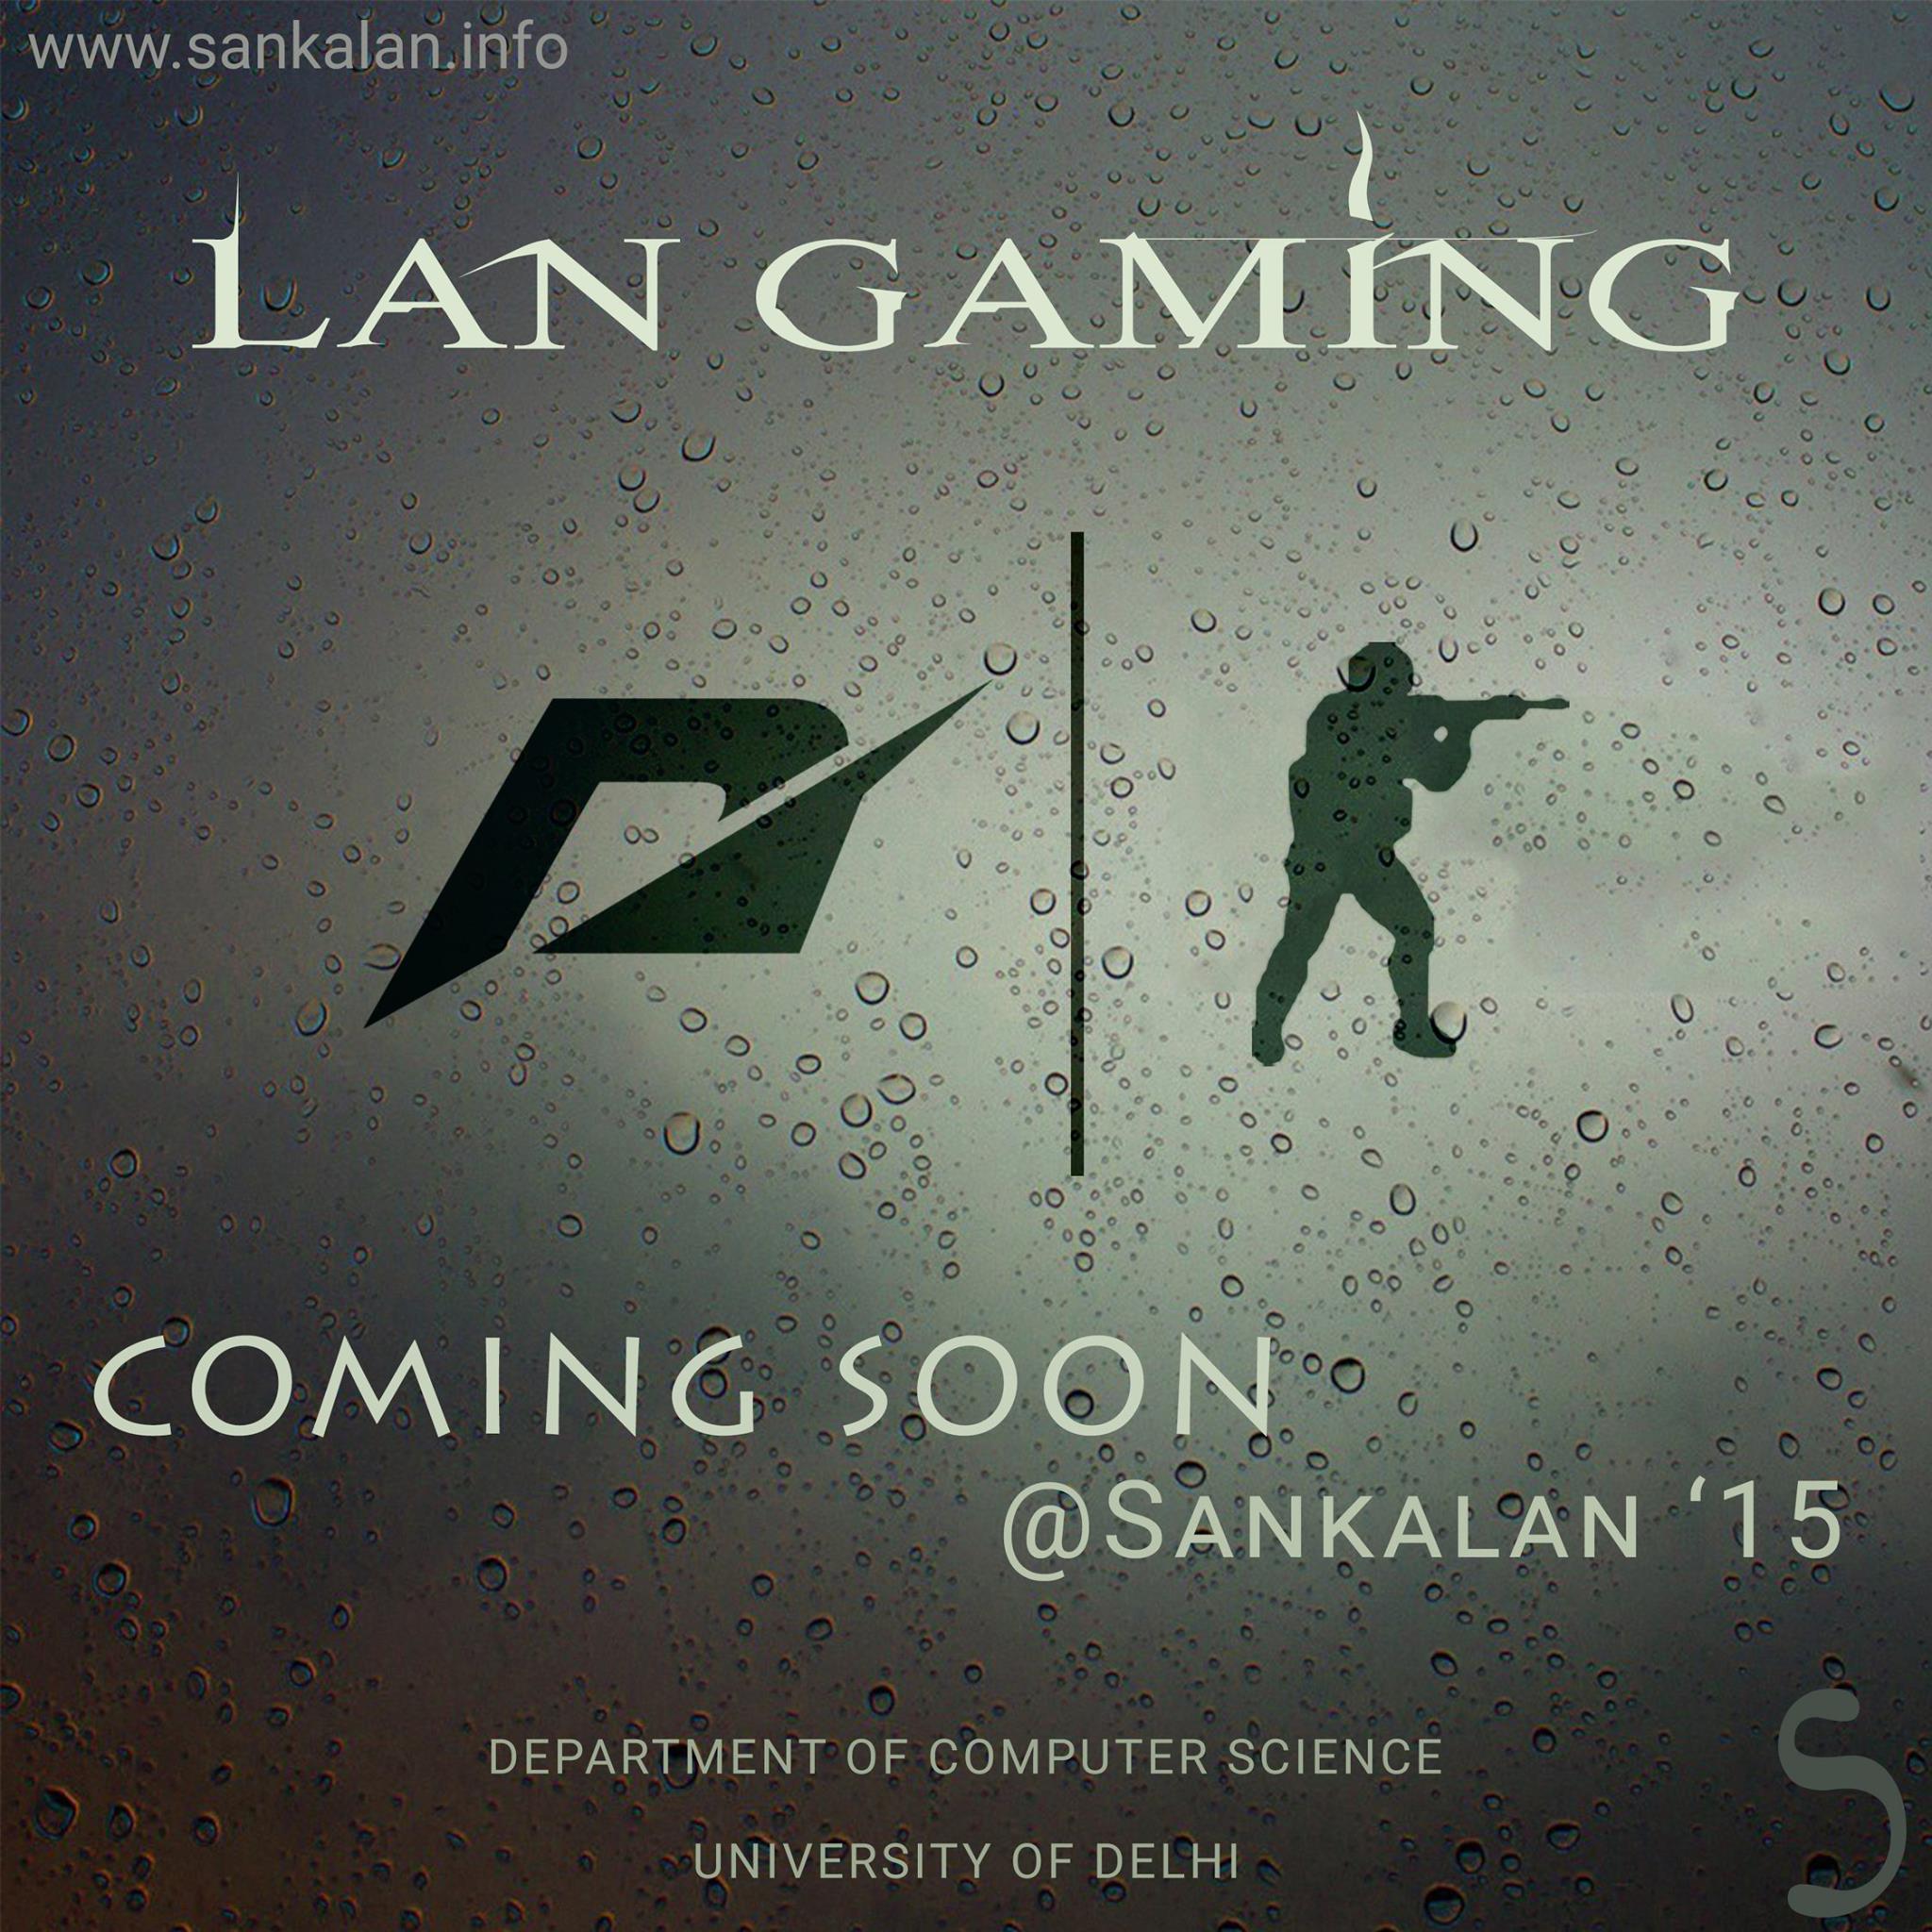 www.sankalan.info
LAN GAMING
COMING SOON
@SANKALAN ‘15
DEPARTMENT OF COMPUTER SCIENCE
UNIVERSITY OF DELHI
S